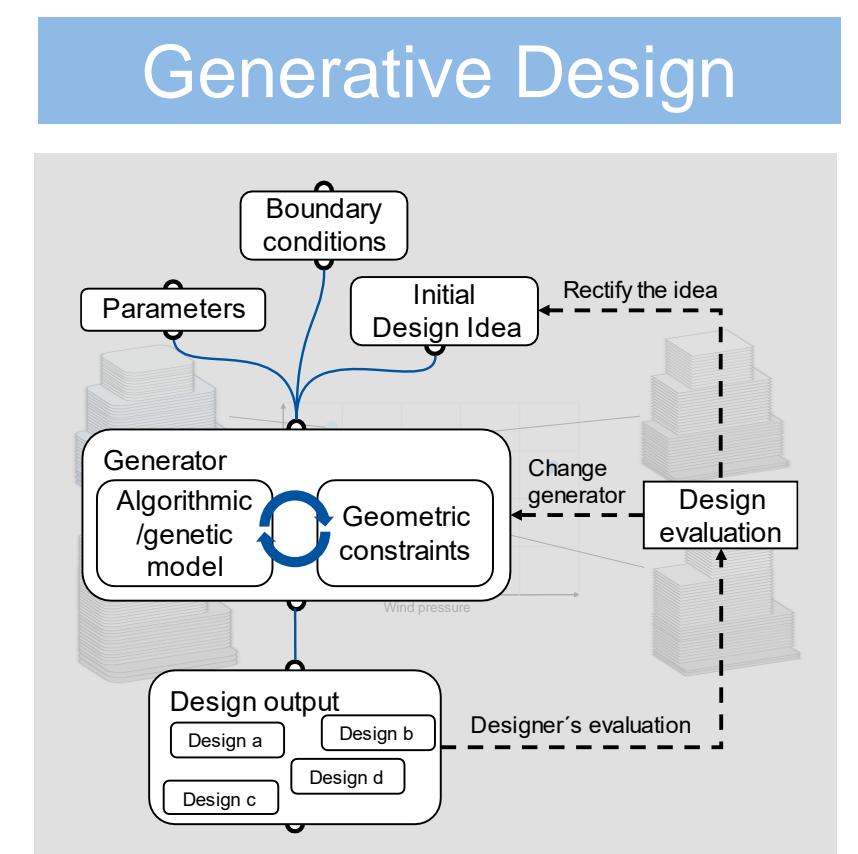 Generative Design
Boundary
conditions
Parameters
Initial
Design Idea
Rectify the idea
Generator
Algorithmic
/genetic
model
Geometric
constraints
Change
generator
Design
evaluation
Wind pressure
Design output
Design a
Design b
Design c
Design d
Designer´s evaluation